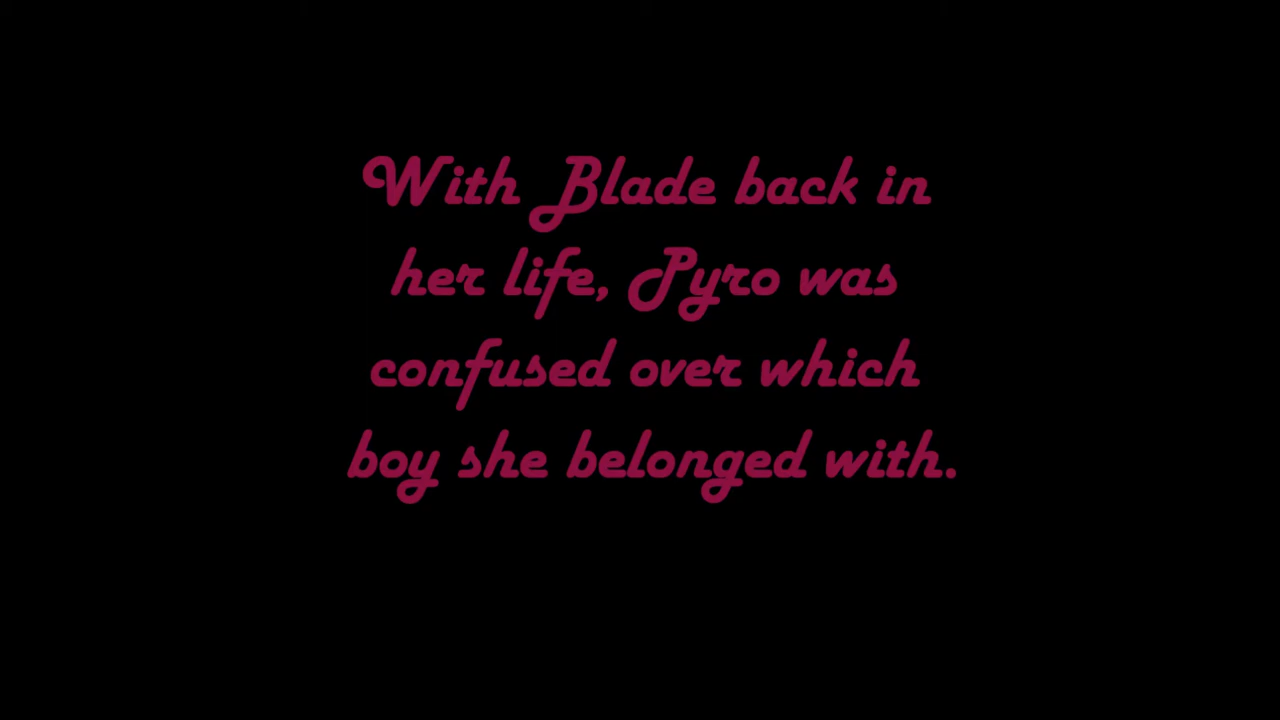 With Blade back in
her life, Pyro was
confused over which
boy she belonged with.